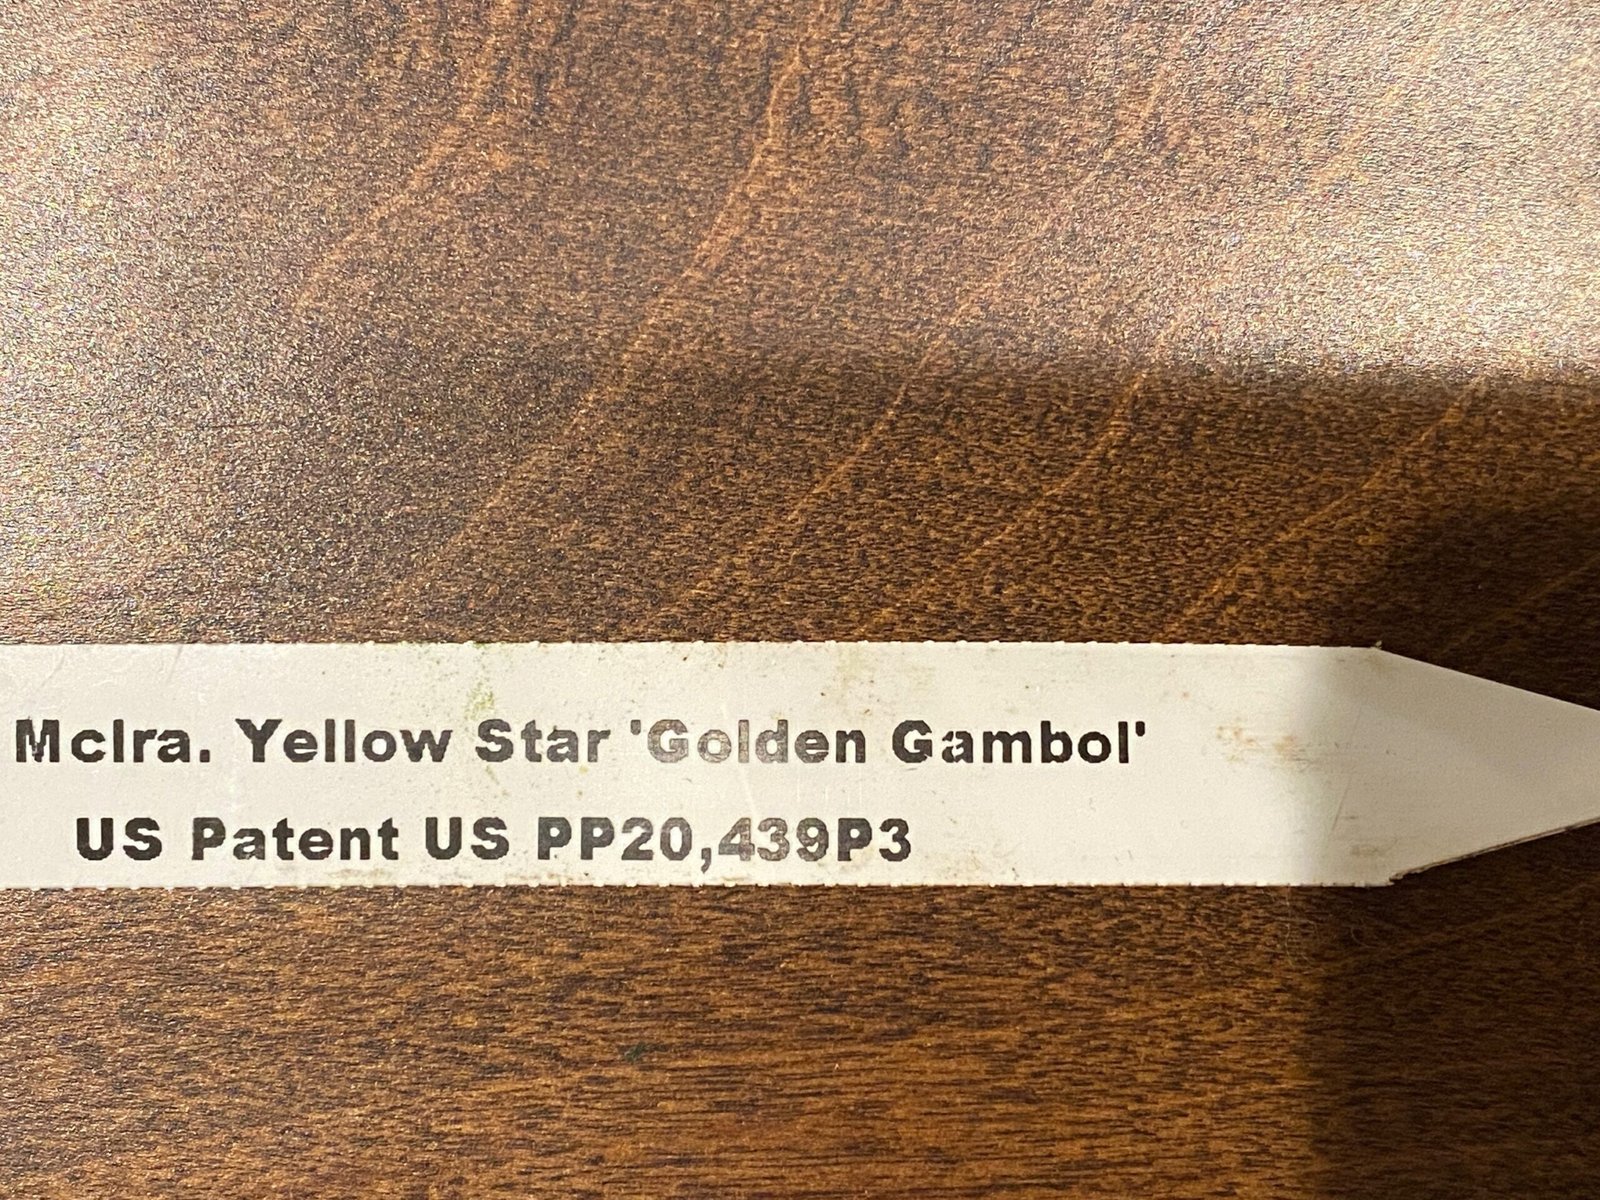 Mclra. Yellow Star 'Golden Gambol'
US Patent US PP20,439P3